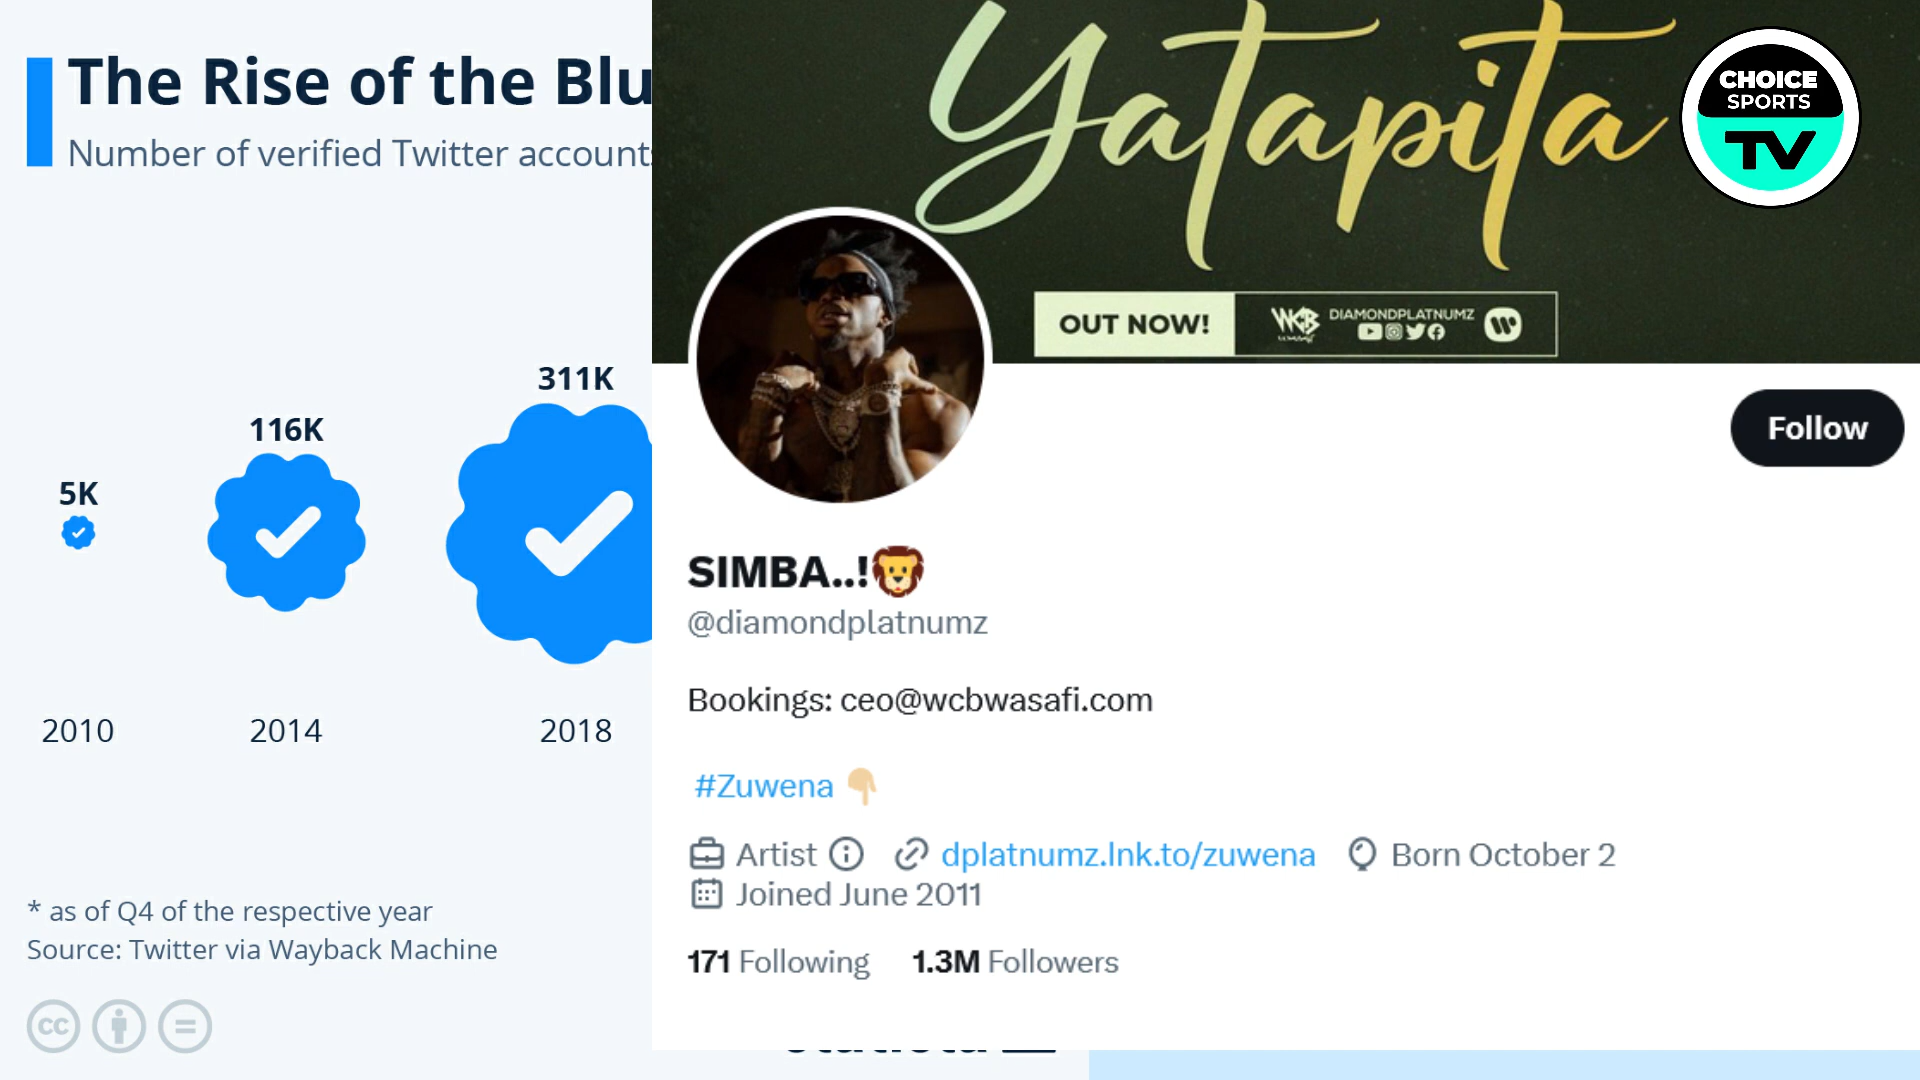 The Rise of the Blu
Number of verified Twitter accounts
311K
116K
5K
2010
2014
2018
* as of Q4 of the respective year
Source: Twitter via Wayback Machine
cc
Yatapita
CHOICE
SPORTS
TV
OUT NOW!
WCB
DIAMONDPLATNUMZ
Follow
SIMBA..!🦁
@diamondplatnumz
Bookings: ceo@wcbwasafi.com
#Zuwena 👇🏼
Artist dplatnumz.lnk.to/zuwena Born October 2
Joined June 2011
171 Following 1.3M Followers